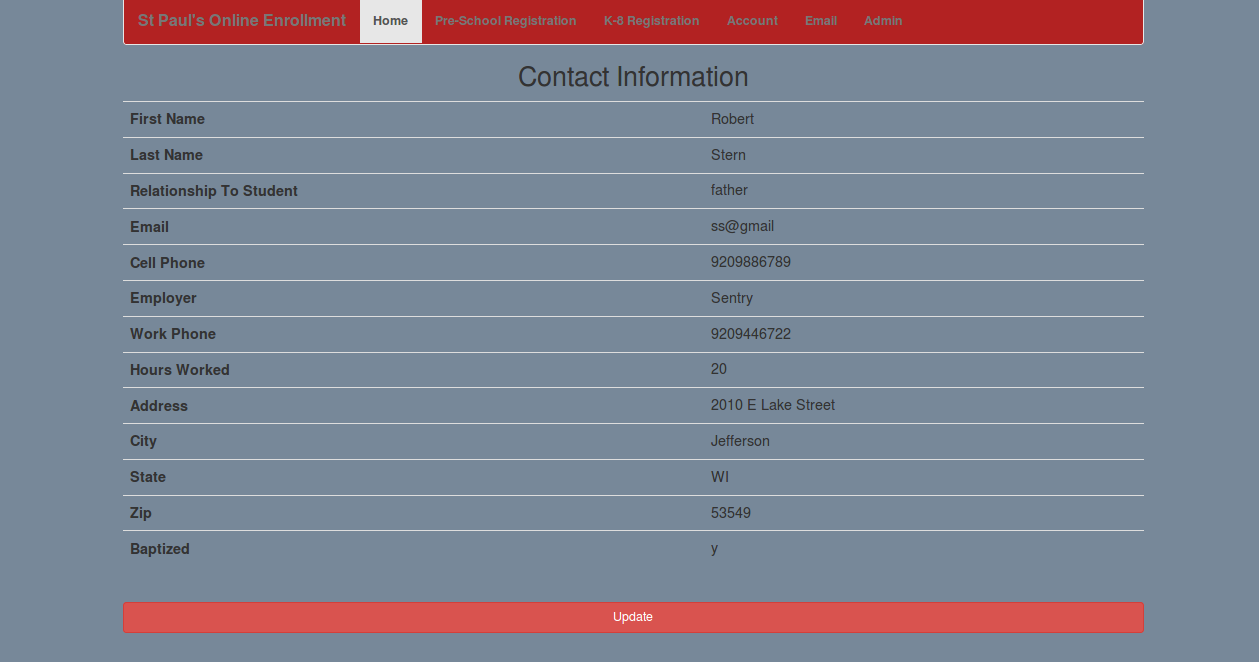 St Paul's Online Enrollment Home Pre-School Registration K-8 Registration Account Email Admin
Contact Information
First Name Robert
Last Name Stern
Relationship To Student father
Email ss@gmail
Cell Phone 9209886789
Employer Sentry
Work Phone 9209446722
Hours Worked 20
Address 2010 E Lake Street
City Jefferson
State WI
Zip 53549
Baptized y
Update